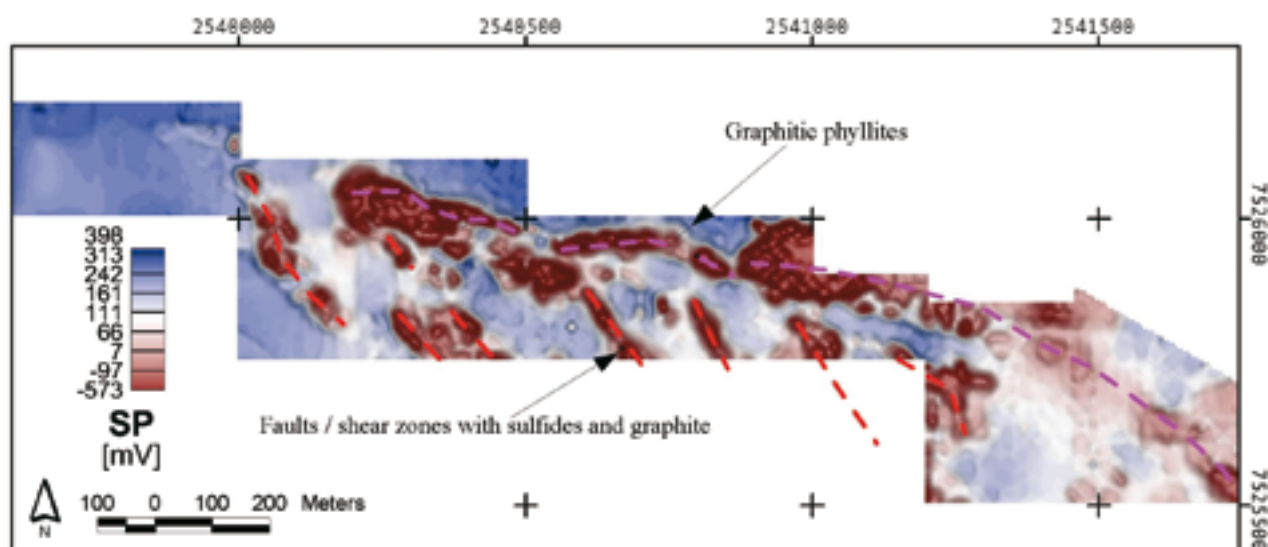 2540000 2540500 2541000 2541500
Graphitic phyllites
7526000
398
313
242
161
111
66
7
-97
-573
SP
[mV]
Faults / shear zones with sulfides and graphite
100 0 100 200 Meters
N
7525500